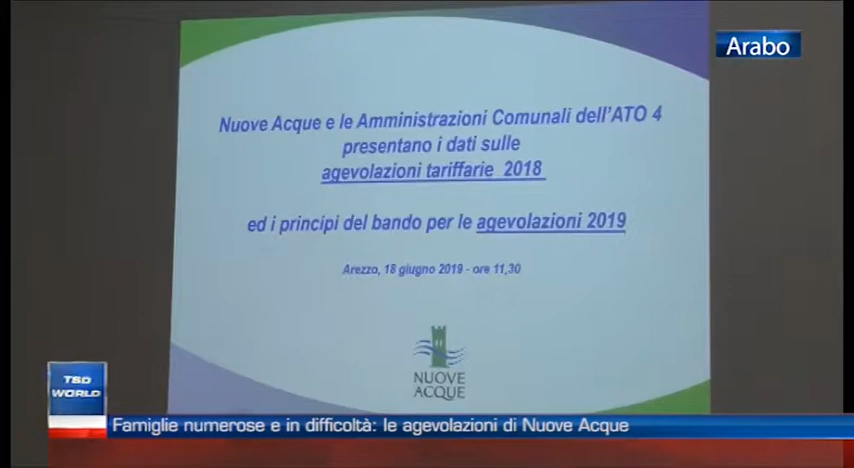 Arabo
Nuove Acque e le Amministrazioni Comunali dell'ATO 4
presentano i dati sulle
agevolazioni tariffarie 2018
ed i principi del bando per le agevolazioni 2019
Arezzo, 18 giugno 2019 - ore 11,30
NUOVE
ACQUE
TSD
WORLD
Famiglie numerose e in difficoltà: le agevolazioni di Nuove Acque